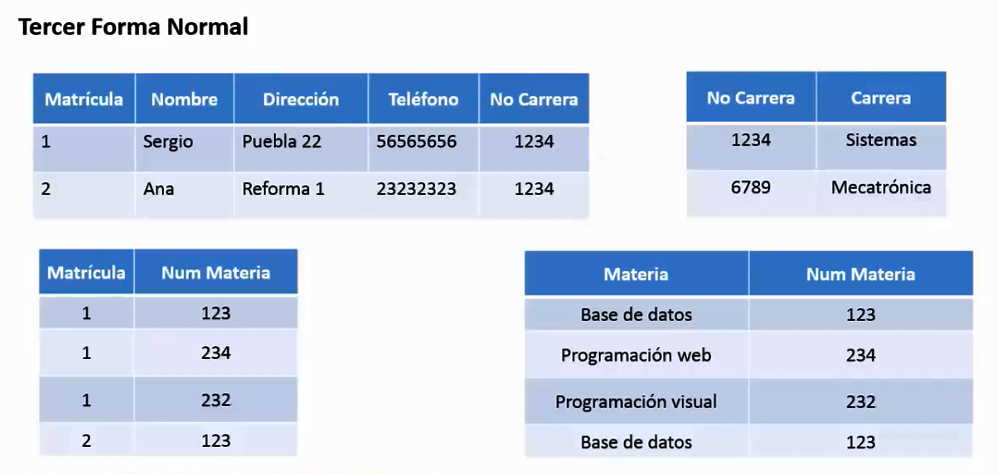 Tercer Forma Normal
Matrícula Nombre Dirección Teléfono No Carrera
1 Sergio Puebla 22 56565656 1234
2 Ana Reforma 1 23232323 1234
No Carrera Carrera
1234 Sistemas
6789 Mecatrónica
Matrícula Num Materia
1 123
1 234
1 232
2 123
Materia Num Materia
Base de datos 123
Programación web 234
Programación visual 232
Base de datos 123